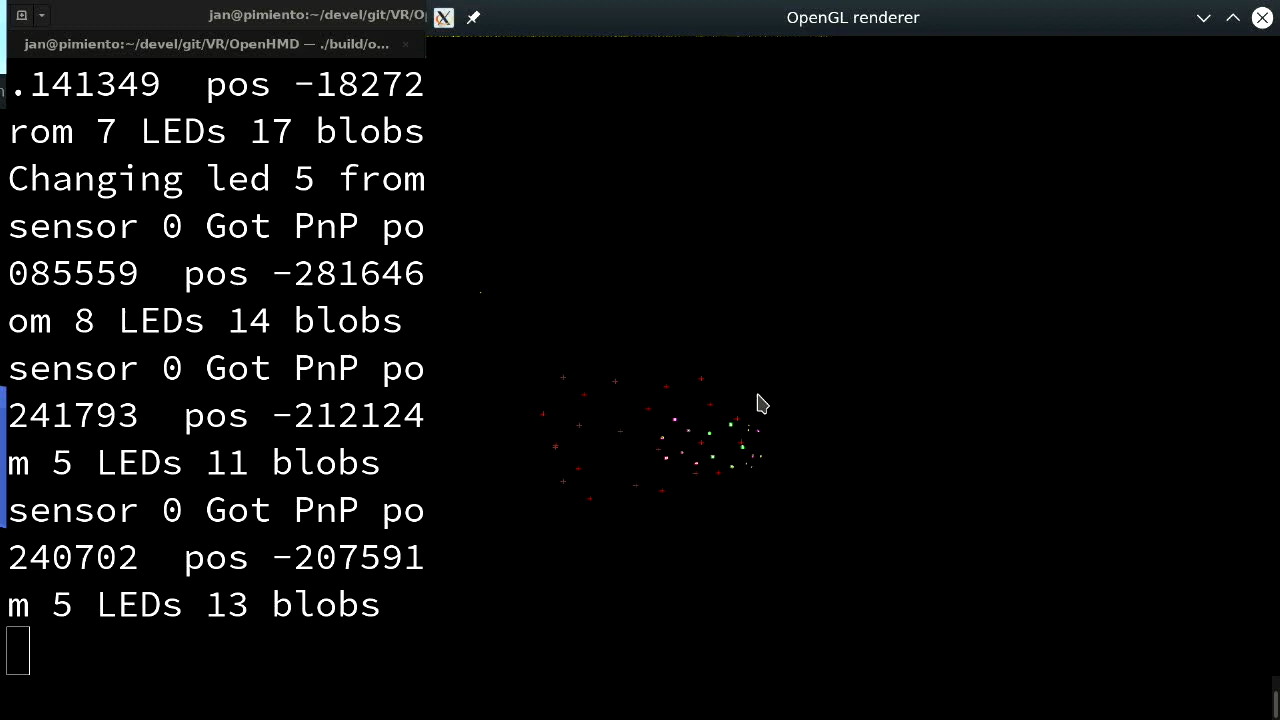 jan@pimiento:~/devel/git/VR/O
OpenGL renderer
jan@pimiento:~/devel/git/VR/OpenHMD — ./build/o...
.141349 pos -18272
rom 7 LEDs 17 blobs
Changing led 5 from
sensor 0 Got PnP po
085559 pos -281646
om 8 LEDs 14 blobs
sensor 0 Got PnP po
241793 pos -212124
m 5 LEDs 11 blobs
sensor 0 Got PnP po
240702 pos -207591
m 5 LEDs 13 blobs